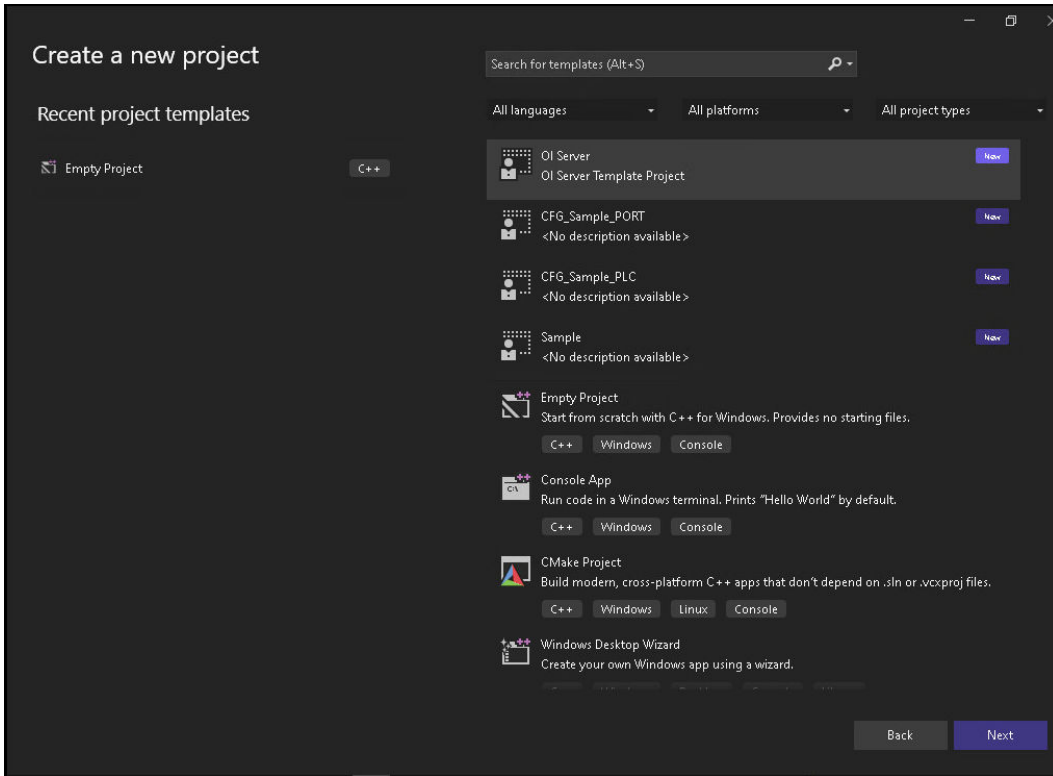 Create a new project
Recent project templates
Empty Project C++
Search for templates (Alt+S)
All languages All platforms All project types
OI Server New
OI Server Template Project
CFG_Sample_PORT New
<No description available>
CFG_Sample_PLC New
<No description available>
Sample New
<No description available>
Empty Project
Start from scratch with C++ for Windows. Provides no starting files.
C++ Windows Console
Console App
Run code in a Windows terminal. Prints "Hello World" by default.
C++ Windows Console
CMake Project
Build modern, cross-platform C++ apps that don't depend on .sln or .vcxproj files.
C++ Windows Linux Console
Windows Desktop Wizard
Create your own Windows app using a wizard.
Back Next